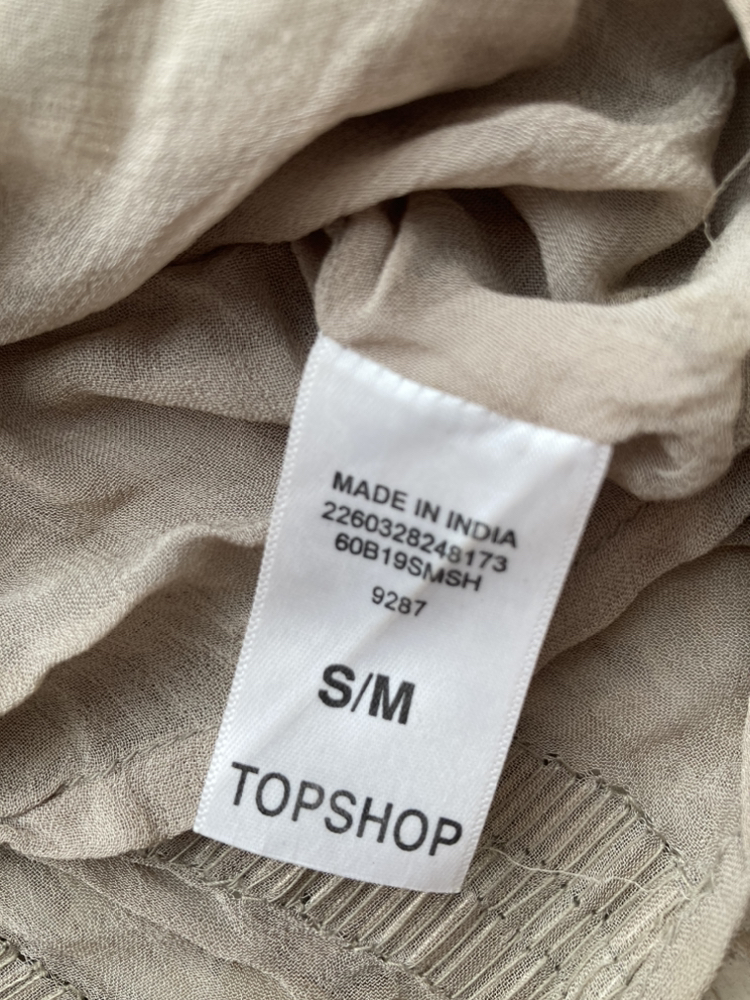 MADE IN INDIA
2260328248173
60B19SMSH
9287
S/M
TOPSHOP